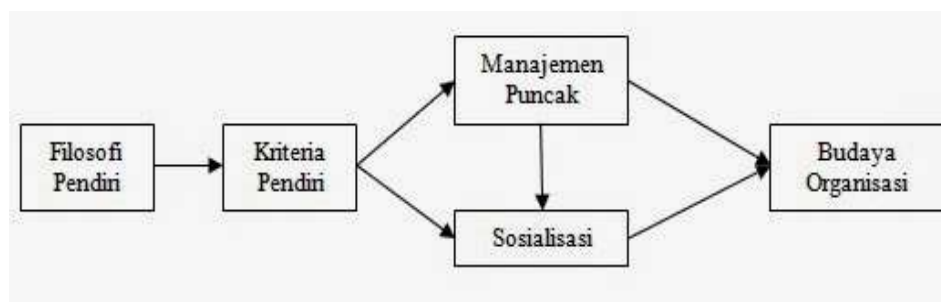 Filosofi
Pendiri
Kriteria
Pendiri
Manajemen
Puncak
Sosialisasi
Budaya
Organisasi